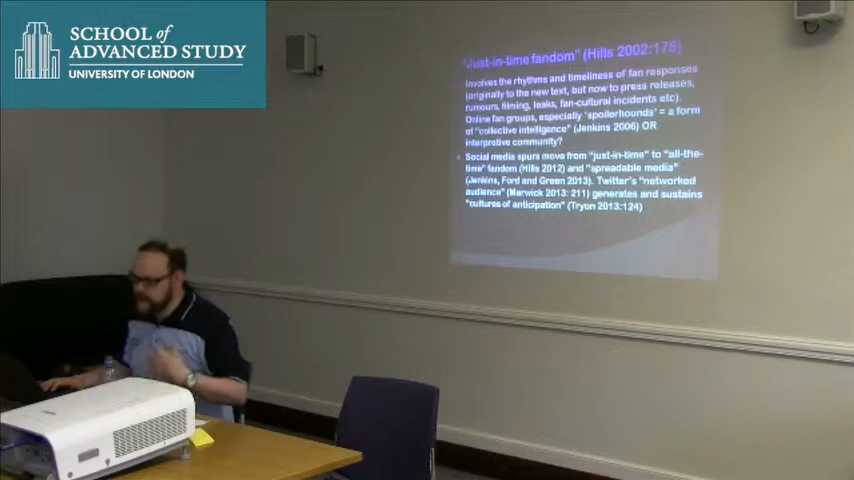 SCHOOL of
ADVANCED STUDY
UNIVERSITY OF LONDON
"Just-in-time fandom" (Hills 2002:178)
Involves the rhythms and timeliness of fan responses
(originally to the new text, but now to press releases,
rumours, filming, leaks, fan-cultural incidents etc).
Online fan groups, especially 'spoilerhounds' = a form
of "collective intelligence" (Jenkins 2006) OR
interpretive community?
Social media spurs move from "just-in-time" to "all-the-
time" fandom (Hills 2012) and "spreadable media"
(Jenkins, Ford and Green 2013). Twitter's "networked
audience" (Marwick 2013: 211) generates and sustains
"cultures of anticipation" (Tryon 2013:124)